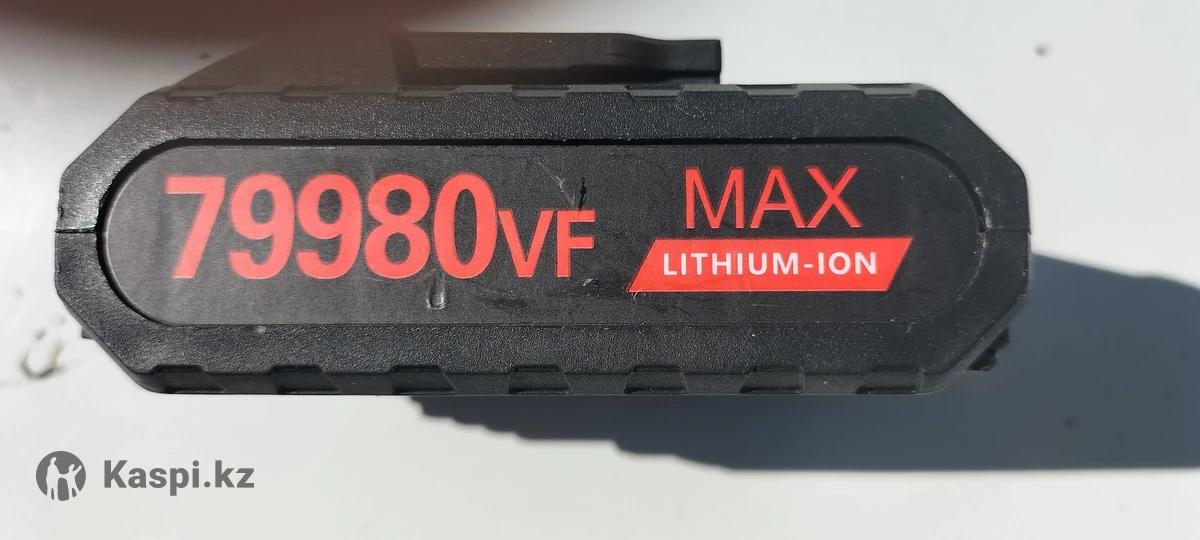 79980VF
MAX
LITHIUM-ION
Kaspi.kz